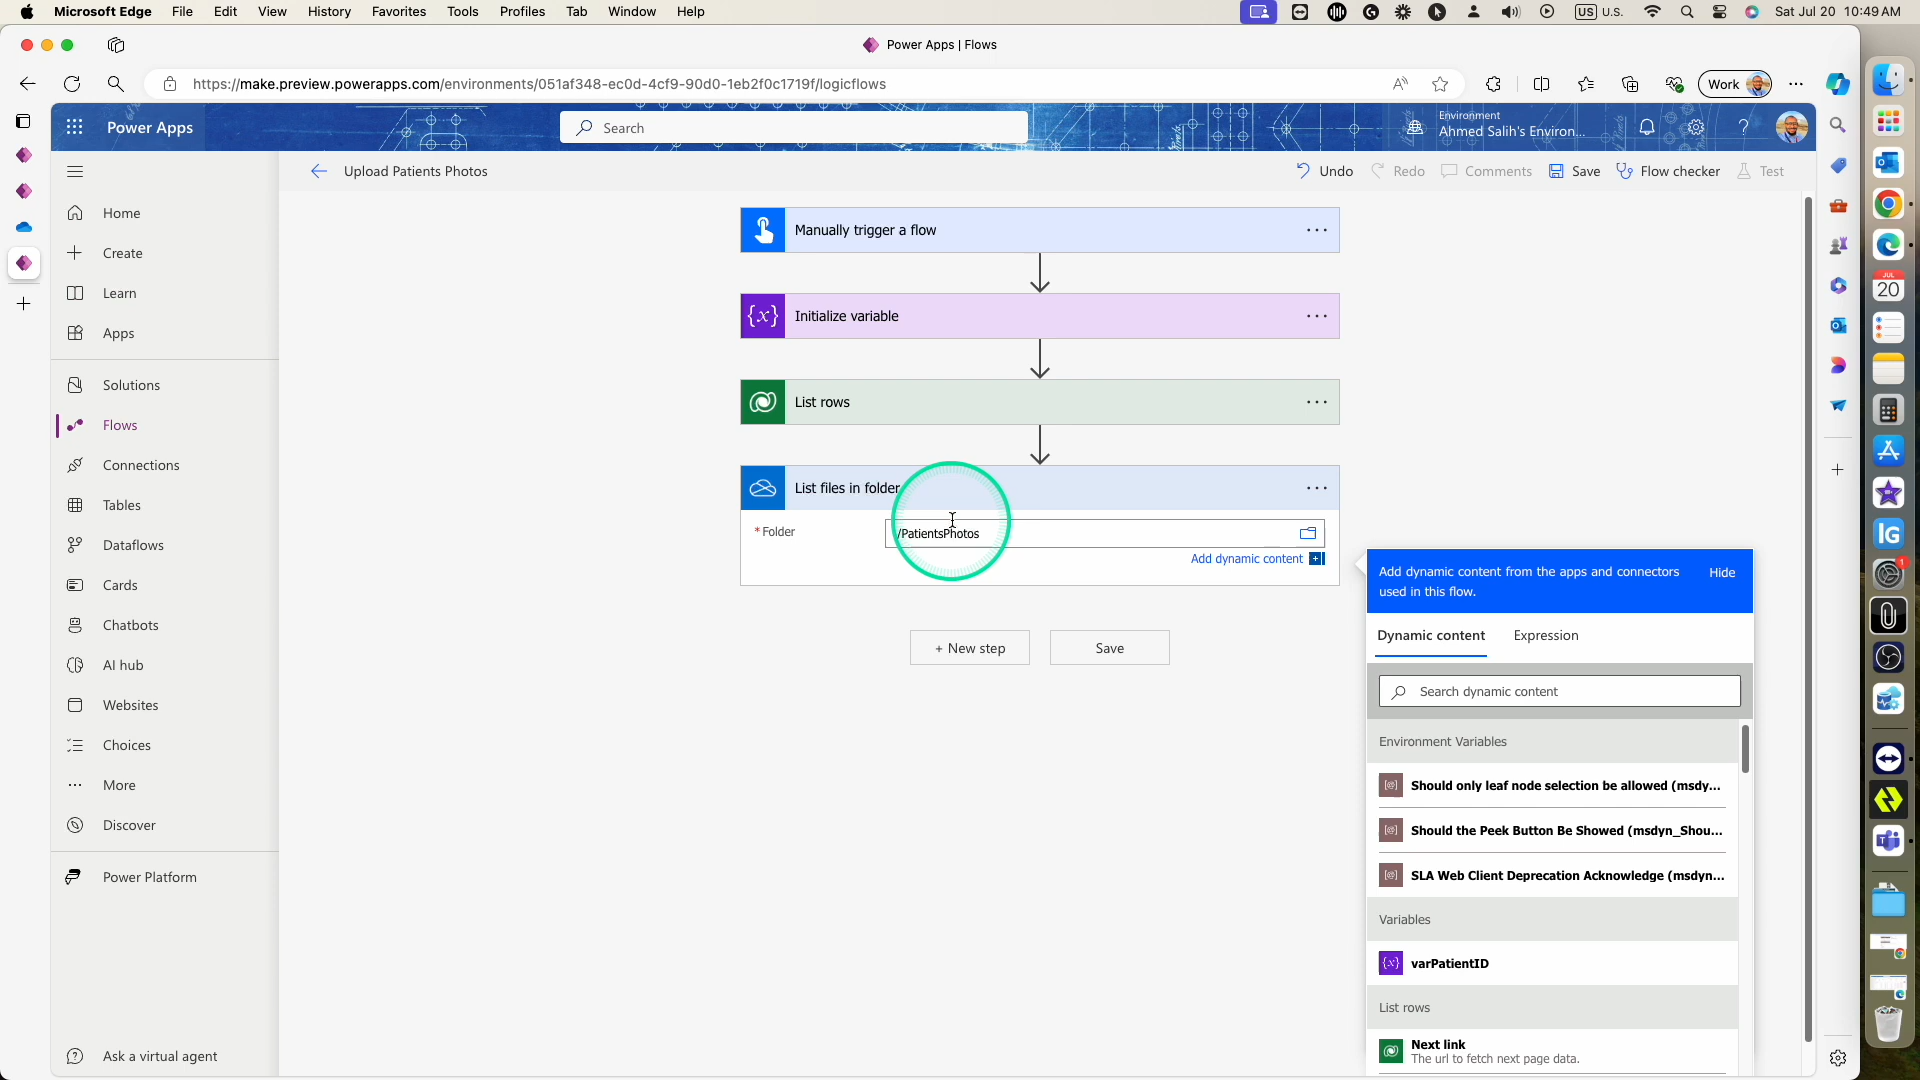 Microsoft Edge File Edit View History Favorites Tools Profiles Tab Window Help
US U.S. Sat Jul 20 10:49 AM
Power Apps | Flows
https://make.preview.powerapps.com/environments/051af348-ec0d-4cf9-90d0-1eb2f0c1719f/logicflows
Work
Power Apps
Search
Environment
Ahmed Salih's Environ...
Upload Patients Photos
Undo Redo Comments Save Flow checker Test
Home
Create
Learn
Apps
Solutions
Flows
Connections
Tables
Dataflows
Cards
Chatbots
AI hub
Websites
Choices
More
Discover
Power Platform
Ask a virtual agent
Manually trigger a flow
{x} Initialize variable
List rows
List files in folder
* Folder
/PatientsPhotos
Add dynamic content
+ New step
Save
Add dynamic content from the apps and connectors used in this flow.
Hide
Dynamic content Expression
Search dynamic content
Environment Variables
Should only leaf node selection be allowed (msdy...
Should the Peek Button Be Showed (msdyn_Shou...
SLA Web Client Deprecation Acknowledge (msdyn...
Variables
{x} varPatientID
List rows
Next link
The url to fetch next page data.
JUL
20
Ig
1